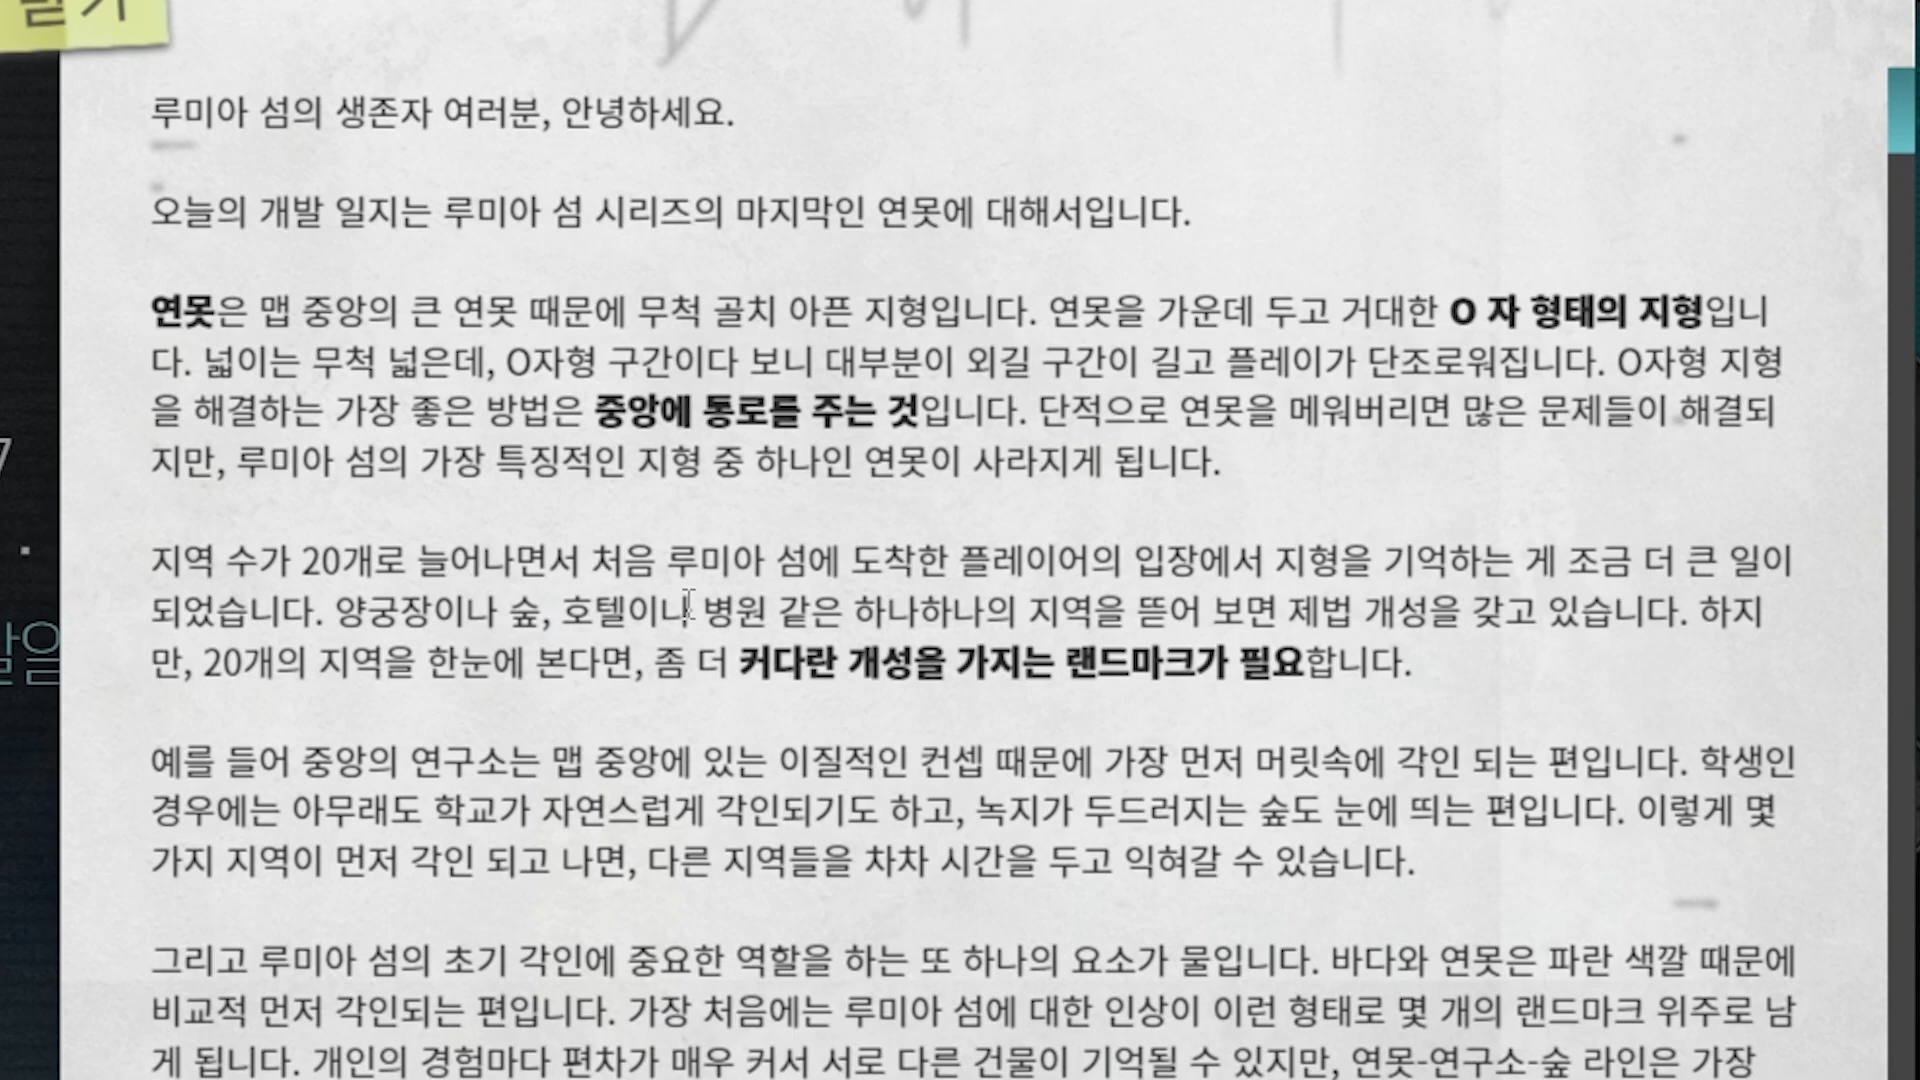 루미아 섬의 생존자 여러분, 안녕하세요.
오늘의 개발 일지는 루미아 섬 시리즈의 마지막인 연못에 대해서입니다.
연못은 맵 중앙의 큰 연못 때문에 무척 골치 아픈 지형입니다. 연못을 가운데 두고 거대한 O 자 형태의 지형입니
다. 넓이는 무척 넓은데, O자형 구간이다 보니 대부분이 외길 구간이 길고 플레이가 단조로워집니다. O자형 지형
을 해결하는 가장 좋은 방법은 중앙에 통로를 주는 것입니다. 단적으로 연못을 메워버리면 많은 문제들이 해결되
지만, 루미아 섬의 가장 특징적인 지형 중 하나인 연못이 사라지게 됩니다.
지역 수가 20개로 늘어나면서 처음 루미아 섬에 도착한 플레이어의 입장에서 지형을 기억하는 게 조금 더 큰 일이
되었습니다. 양궁장이나 숲, 호텔이나 병원 같은 하나하나의 지역을 뜯어 보면 제법 개성을 갖고 있습니다. 하지
만, 20개의 지역을 한눈에 본다면, 좀 더 커다란 개성을 가지는 랜드마크가 필요합니다.
예를 들어 중앙의 연구소는 맵 중앙에 있는 이질적인 컨셉 때문에 가장 먼저 머릿속에 각인 되는 편입니다. 학생인
경우에는 아무래도 학교가 자연스럽게 각인되기도 하고, 녹지가 두드러지는 숲도 눈에 띄는 편입니다. 이렇게 몇
가지 지역이 먼저 각인 되고 나면, 다른 지역들을 차차 시간을 두고 익혀갈 수 있습니다.
그리고 루미아 섬의 초기 각인에 중요한 역할을 하는 또 하나의 요소가 물입니다. 바다와 연못은 파란 색깔 때문에
비교적 먼저 각인되는 편입니다. 가장 처음에는 루미아 섬에 대한 인상이 이런 형태로 몇 개의 랜드마크 위주로 남
게 됩니다. 개인의 경험마다 편차가 매우 커서 서로 다른 건물이 기억될 수 있지만, 연못-연구소-숲 라인은 가장